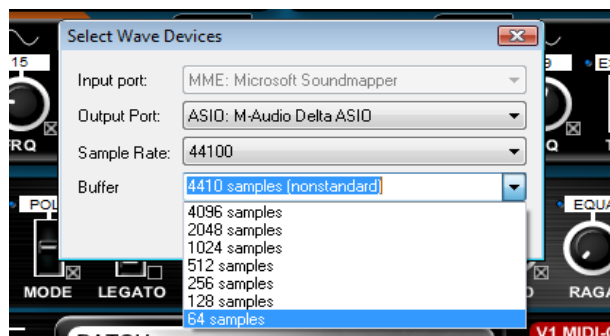 Select Wave Devices
15
Input port:
MME: Microsoft Soundmapper
Output Port:
ASIO: M-Audio Delta ASIO
Sample Rate:
44100
Buffer
4410 samples (nonstandard)
4096 samples
2048 samples
1024 samples
512 samples
256 samples
128 samples
64 samples
RQ
Q
POL
EQUA
MODE
LEGATO
RAGA
PATCH
V1 MIDI-